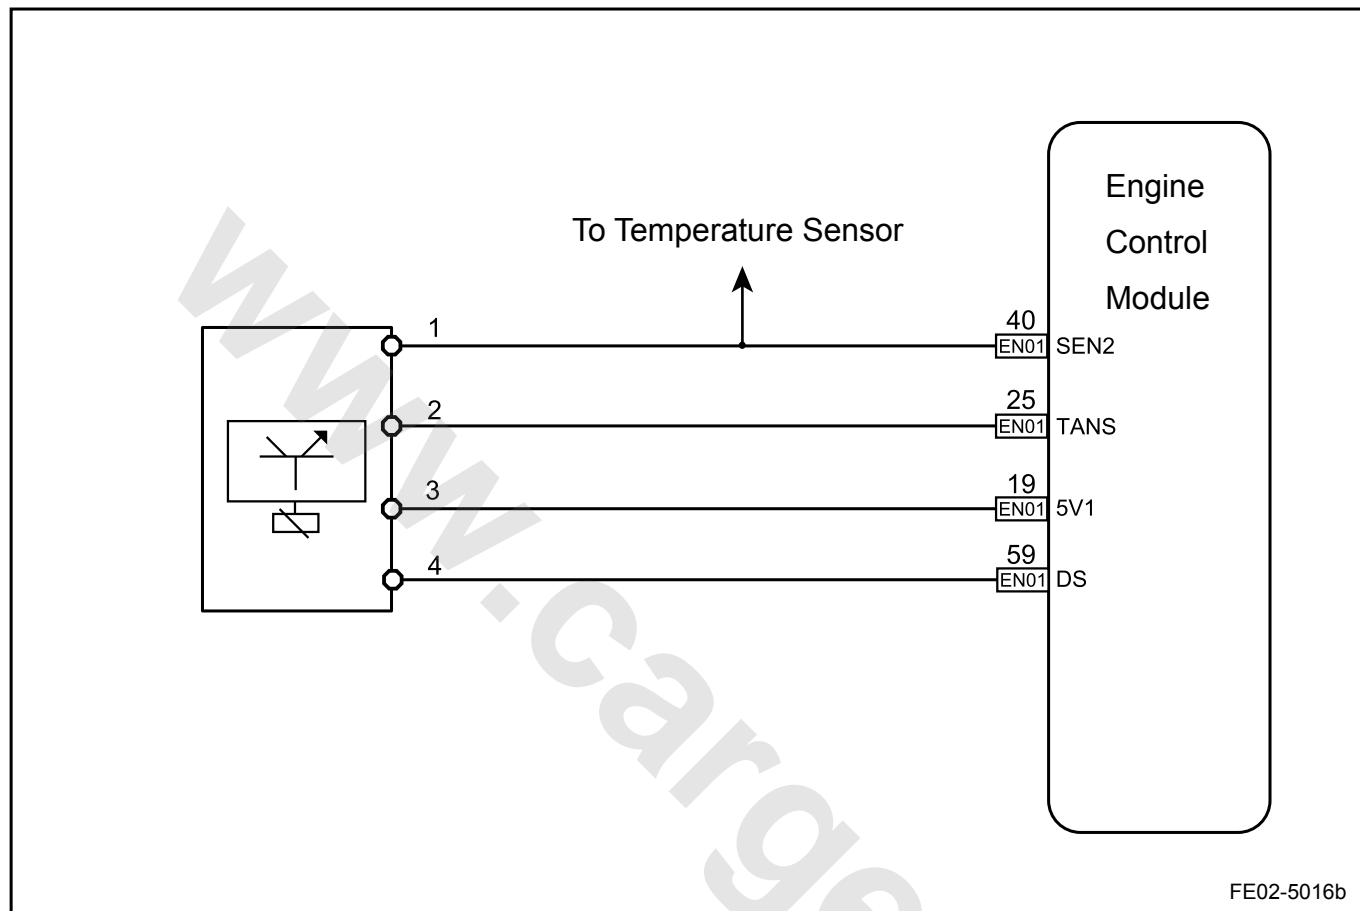 Engine
Control
Module
To Temperature Sensor
1
40
EN01 SEN2
2
25
EN01 TANS
3
19
EN01 5V1
4
59
EN01 DS
www.carge
FE02-5016b